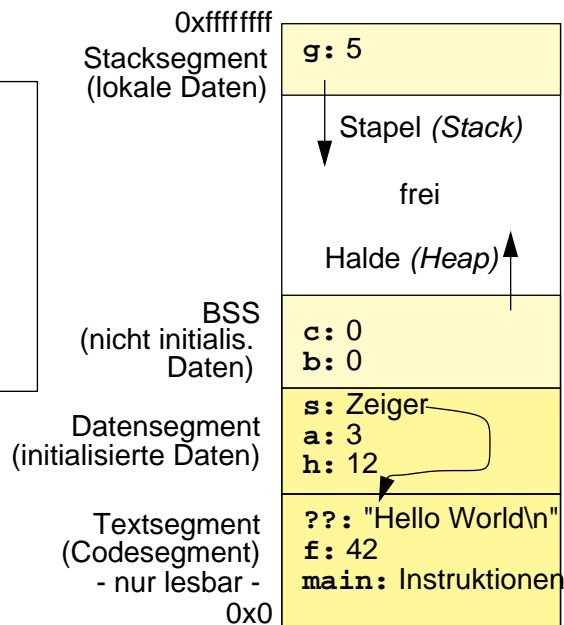 0xffffffff
Stacksegment
(lokale Daten)
g: 5
Stapel (Stack)
frei
Halde (Heap)
BSS
(nicht initialis.
Daten)
c: 0
b: 0
Datensegment
(initialisierte Daten)
s: Zeiger
a: 3
h: 12
Textsegment
(Codesegment)
- nur lesbar -
0x0
??: "Hello World\n"
f: 42
main: Instruktionen